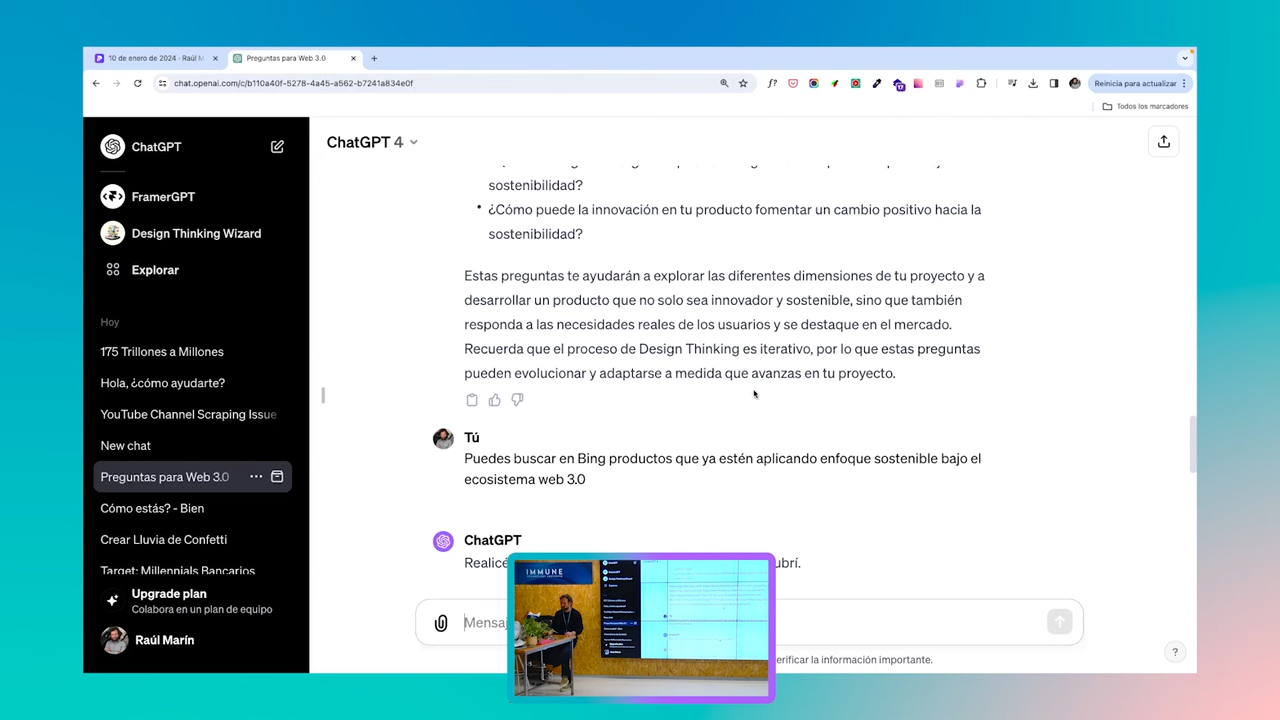 10 de enero de 2024 · Raúl M
Preguntas para Web 3.0
chat.openai.com/c/b110a40f-5278-4a45-a562-b7241a834e0f
17
Reinicia para actualizar
Todos los marcadores
ChatGPT
FramerGPT
Design Thinking Wizard
Explorar
Hoy
175 Trillones a Millones
Hola, ¿cómo ayudarte?
YouTube Channel Scraping Issue
New chat
Preguntas para Web 3.0
Cómo estás? - Bien
Crear Lluvia de Confetti
Target: Millennials Bancarios
Upgrade plan
Colabora en un plan de equipo
Raúl Marín
ChatGPT 4
sostenibilidad?
• ¿Cómo puede la innovación en tu producto fomentar un cambio positivo hacia la
sostenibilidad?
Estas preguntas te ayudarán a explorar las diferentes dimensiones de tu proyecto y a
desarrollar un producto que no solo sea innovador y sostenible, sino que también
responda a las necesidades reales de los usuarios y se destaque en el mercado.
Recuerda que el proceso de Design Thinking es iterativo, por lo que estas preguntas
pueden evolucionar y adaptarse a medida que avanzas en tu proyecto.
Tú
Puedes buscar en Bing productos que ya estén aplicando enfoque sostenible bajo el
ecosistema web 3.0
ChatGPT
IMMUNE
verificar la información importante.
?